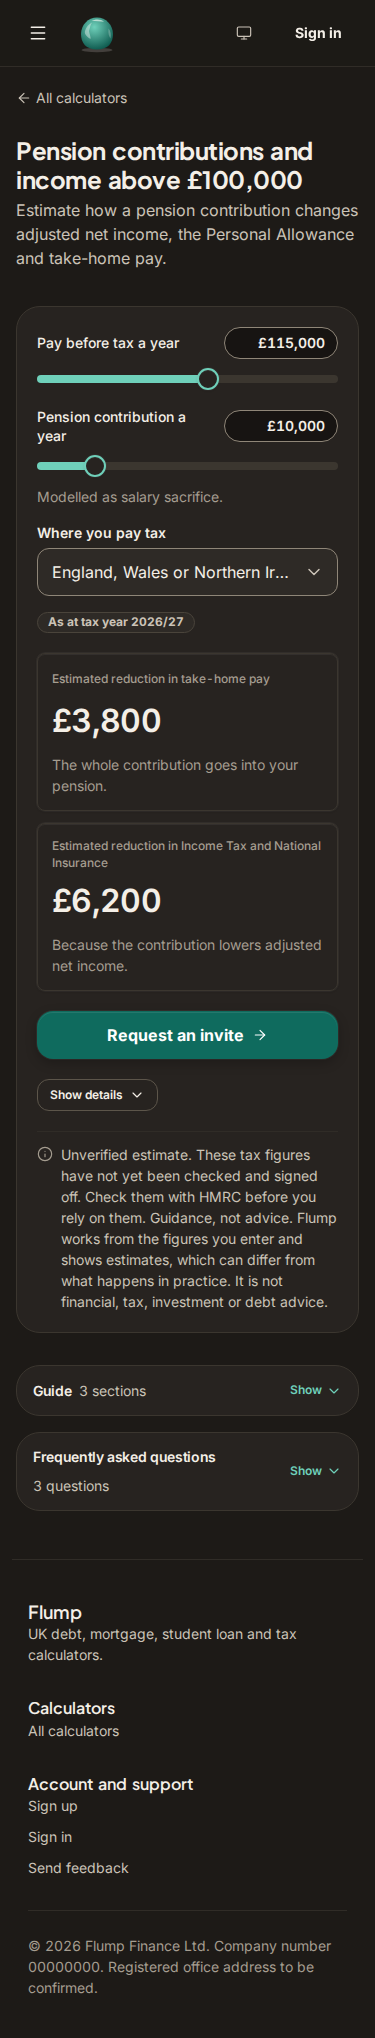 Sign in
← All calculators
Pension contributions and
income above £100,000
Estimate how a pension contribution changes
adjusted net income, the Personal Allowance
and take-home pay.
Pay before tax a year
£115,000
Pension contribution a
year
£10,000
Modelled as salary sacrifice.
Where you pay tax
England, Wales or Northern Ir...
As at tax year 2026/27
Estimated reduction in take-home pay
£3,800
The whole contribution goes into your
pension.
Estimated reduction in Income Tax and National
Insurance
£6,200
Because the contribution lowers adjusted
net income.
Request an invite →
Show details
Unverified estimate. These tax figures
have not yet been checked and signed
off. Check them with HMRC before you
rely on them. Guidance, not advice. Flump
works from the figures you enter and
shows estimates, which can differ from
what happens in practice. It is not
financial, tax, investment or debt advice.
Guide 3 sections
Show
Frequently asked questions
3 questions
Show
Flump
UK debt, mortgage, student loan and tax
calculators.
Calculators
All calculators
Account and support
Sign up
Sign in
Send feedback
© 2026 Flump Finance Ltd. Company number
00000000. Registered office address to be
confirmed.